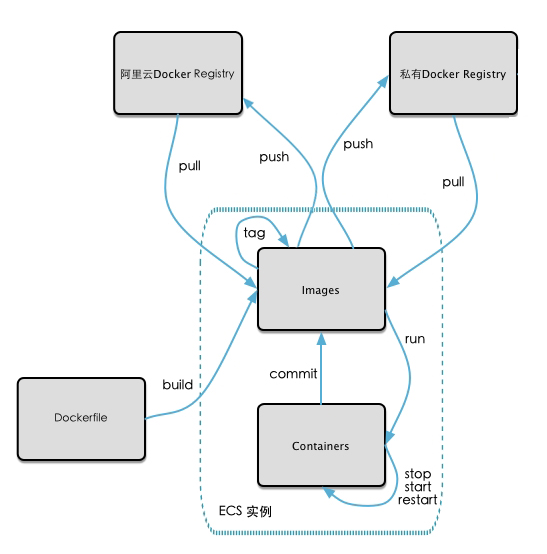 阿里云Docker Registry
私有Docker Registry
pull
push
push
pull
tag
Images
run
build
commit
Dockerfile
Containers
stop
start
restart
ECS 实例